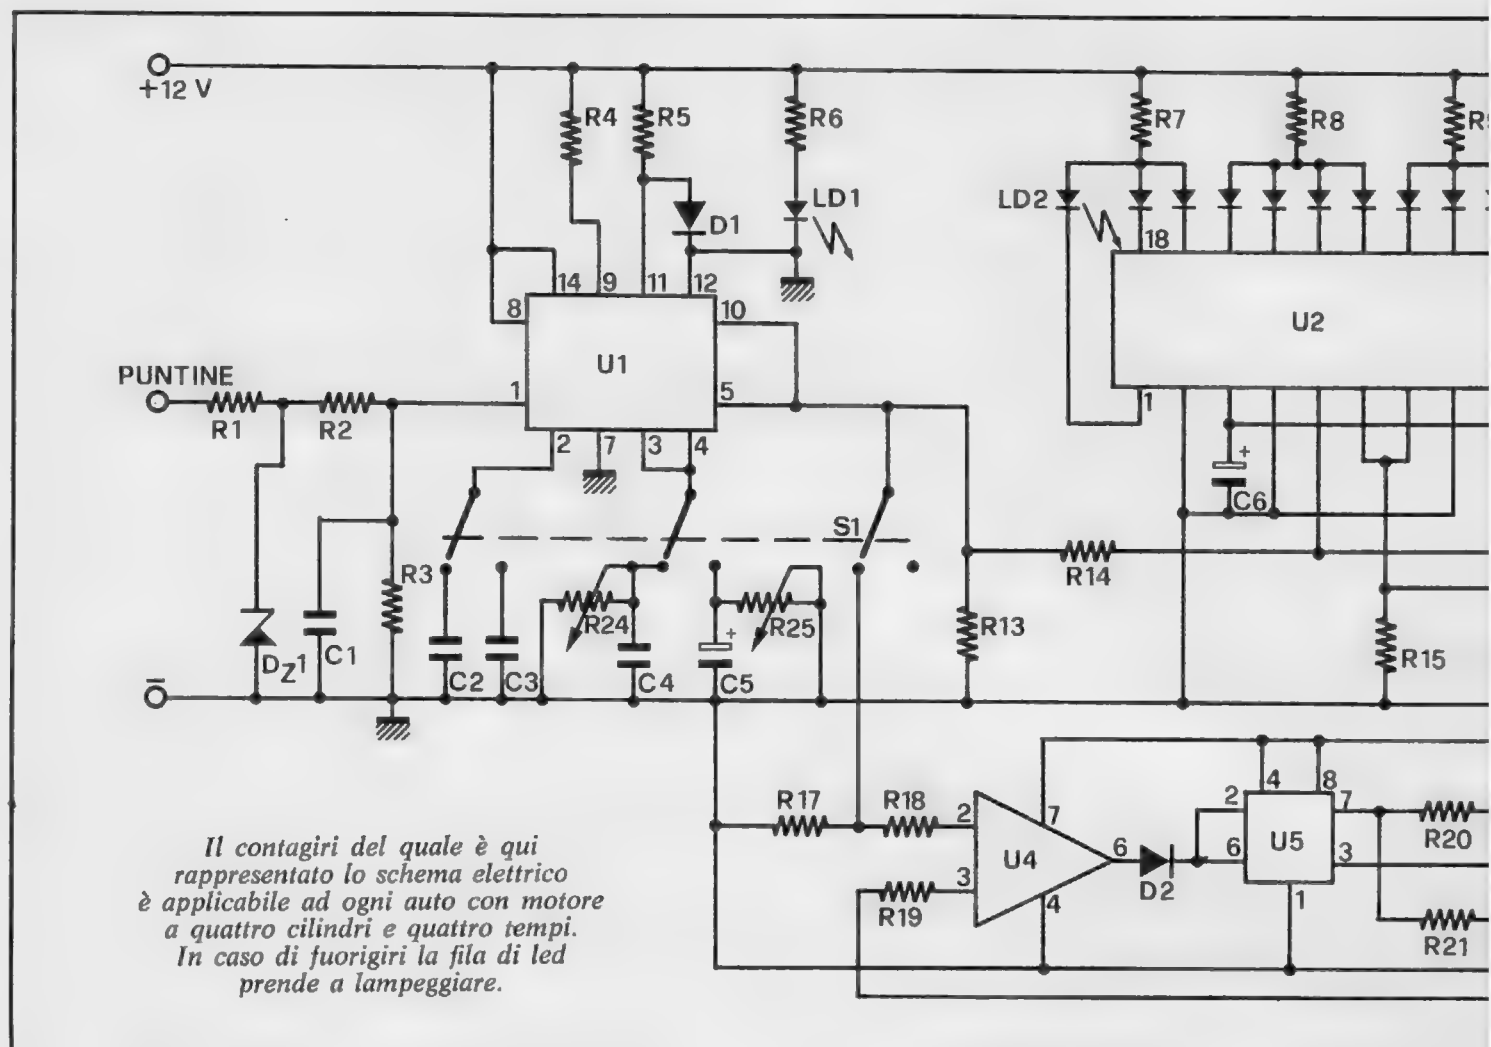 +12 V
R4
R5
R6
R7
R8
R9
D1
LD1
LD2
18
14
9
11
12
8
10
U1
U2
PUNTINE
1
5
1
R1
R2
2
7
3
4
+
C6
S1
R14
R3
R24
R25
R13
+
R15
DZ1
C1
C2
C3
C4
C5
−
R17
R18
2
7
4
8
2
7
R20
U4
6
6
U5
3
3
R19
4
D2
1
R21
Il contagiri del quale è qui
rappresentato lo schema elettrico
è applicabile ad ogni auto con motore
a quattro cilindri e quattro tempi.
In caso di fuorigiri la fila di led
prende a lampeggiare.